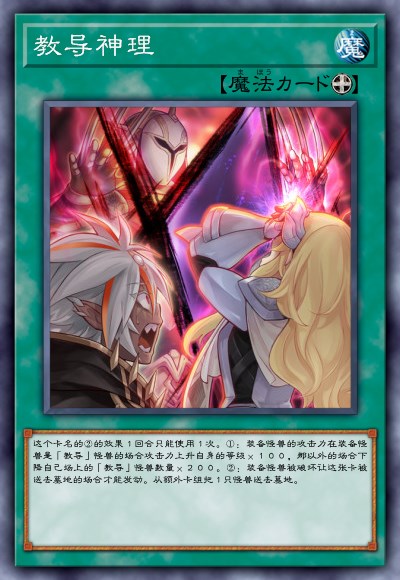 教导神理
魔
【魔法カード】
まほう
这个卡名的②的效果1回合只能使用1次。①:装备怪兽的攻击力在装备怪
兽是「教导」怪兽的场合攻击力上升自身的等级×100,那以外的场合下
降自己场上的「教导」怪兽数量×200。②:装备怪兽被破坏让这张卡被
送去墓地的场合才能发动。从额外卡组把1只怪兽送去墓地。